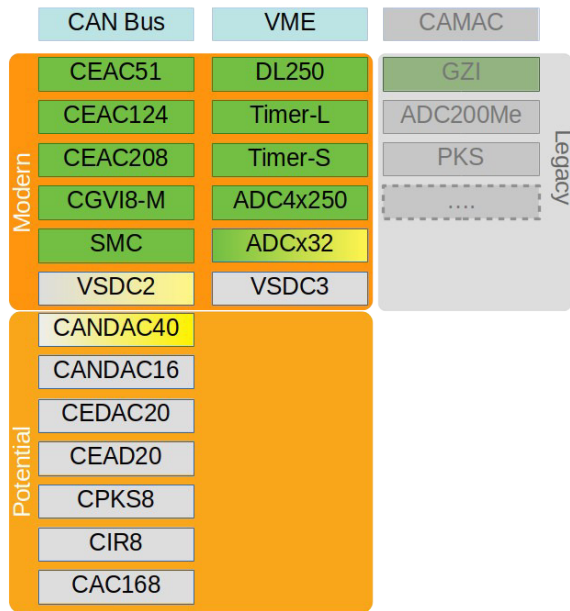 CAN Bus VME CAMAC
Modern
CEAC51 DL250 GZI
CEAC124 Timer-L ADC200Me
CEAC208 Timer-S PKS
CGVI8-M ADC4x250 ....
SMC ADCx32
VSDC2 VSDC3
Legacy
Potential
CANDAC40
CANDAC16
CEDAC20
CEAD20
CPKS8
CIR8
CAC168